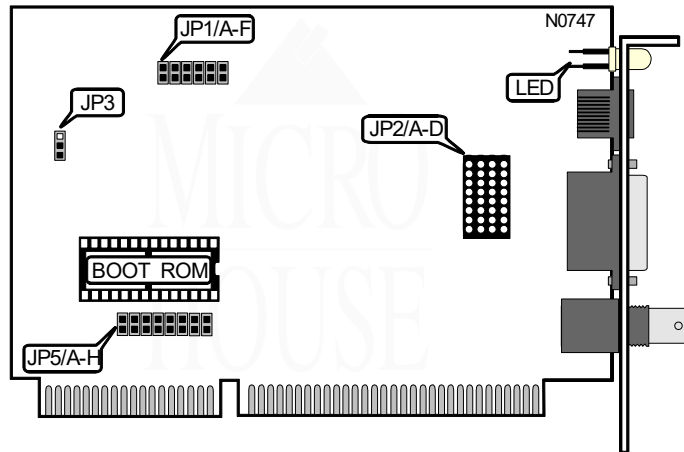 N0747
JP1/A-F
LED
JP3
JP2/A-D
MICRO
HOUSE
BOOT ROM
JP5/A-H